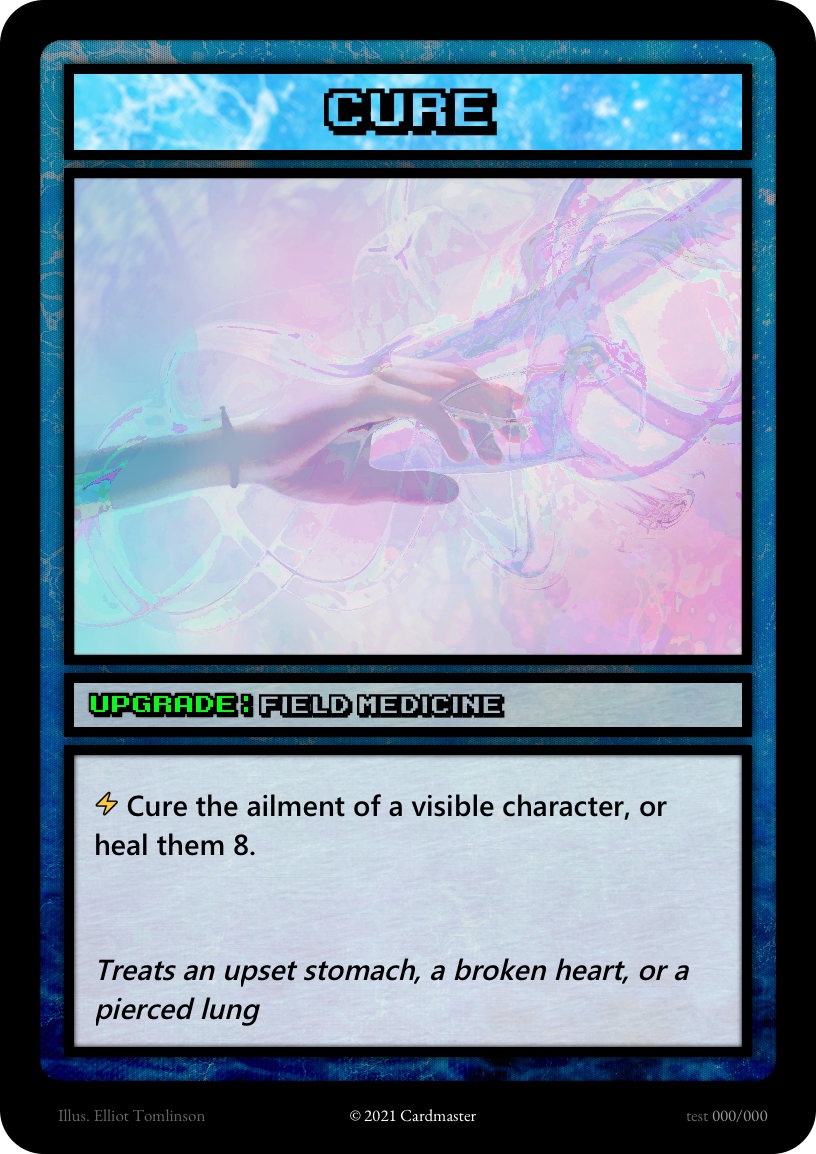 CURE
UPGRADE: FIELD MEDICINE
⚡ Cure the ailment of a visible character, or
heal them 8.
Treats an upset stomach, a broken heart, or a
pierced lung
Illus. Elliot Tomlinson © 2021 Cardmaster test 000/000